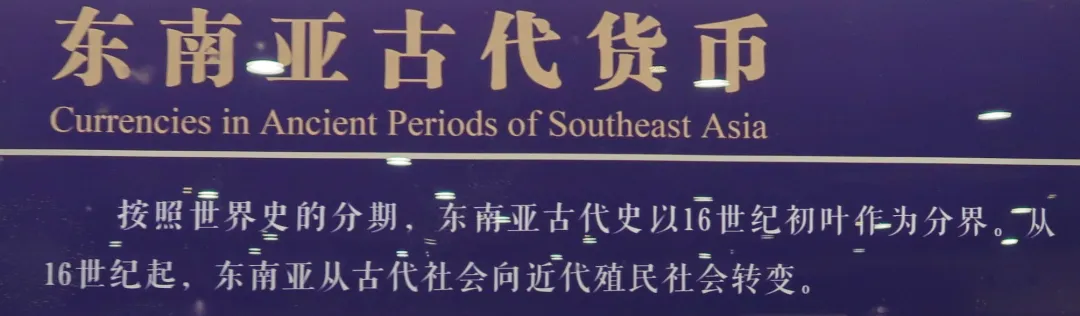 东南亚古代货币
Currencies in Ancient Periods of Southeast Asia
按照世界史的分期，东南亚古代史以16世纪初叶作为分界。从
16世纪起，东南亚从古代社会向近代殖民社会转变。